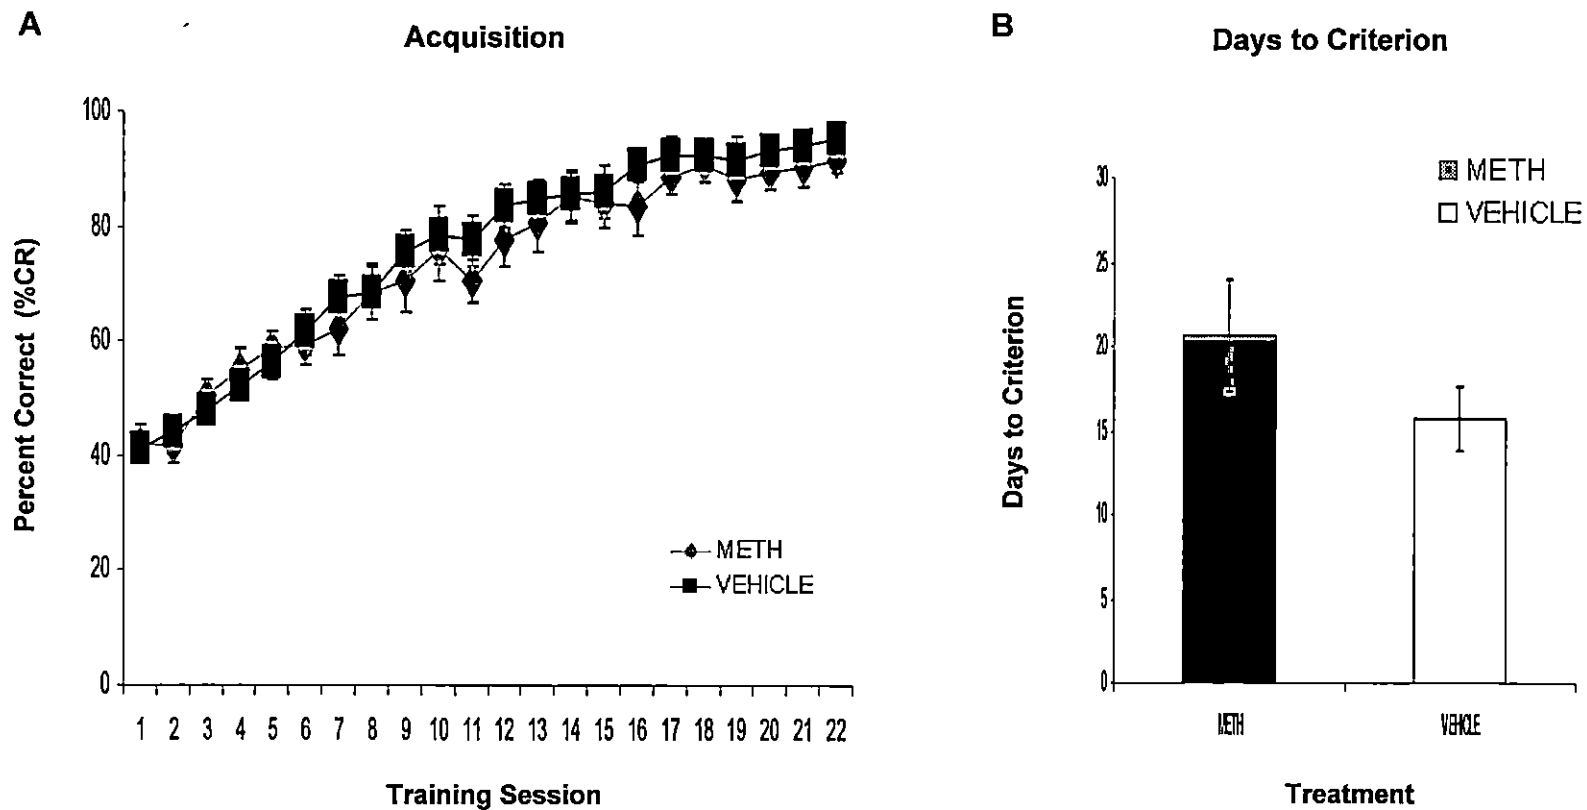 A
Acquisition
Percent Correct (%CR)
100
80
60
40
20
0
METH
VEHICLE
1 2 3 4 5 6 7 8 9 10 11 12 13 14 15 16 17 18 19 20 21 22
Training Session
B
Days to Criterion
METH
VEHICLE
Days to Criterion
30
25
20
15
10
5
0
METH VEHICLE
Treatment